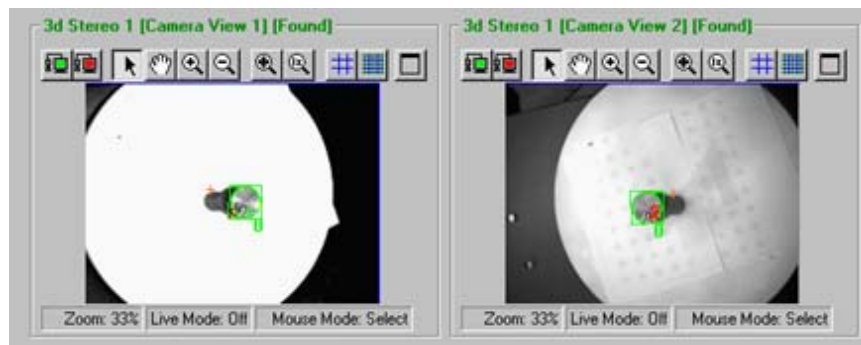 3d Stereo 1 [Camera View 1] [Found]
3d Stereo 1 [Camera View 2] [Found]
Zoom: 33% Live Mode: Off Mouse Mode: Select
Zoom: 33% Live Mode: Off Mouse Mode: Select